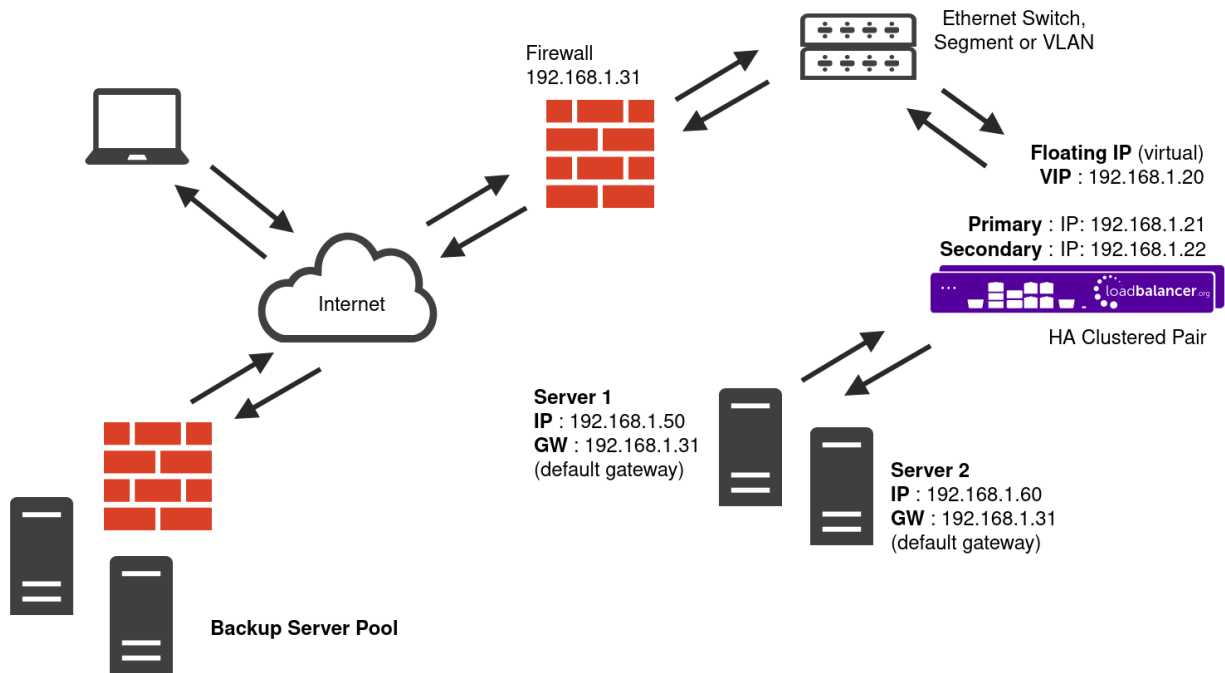 Ethernet Switch,
Segment or VLAN
Firewall
192.168.1.31
Floating IP (virtual)
VIP : 192.168.1.20
Primary : IP: 192.168.1.21
Secondary : IP: 192.168.1.22
loadbalancer.org
HA Clustered Pair
Internet
Server 1
IP : 192.168.1.50
GW : 192.168.1.31
(default gateway)
Server 2
IP : 192.168.1.60
GW : 192.168.1.31
(default gateway)
Backup Server Pool